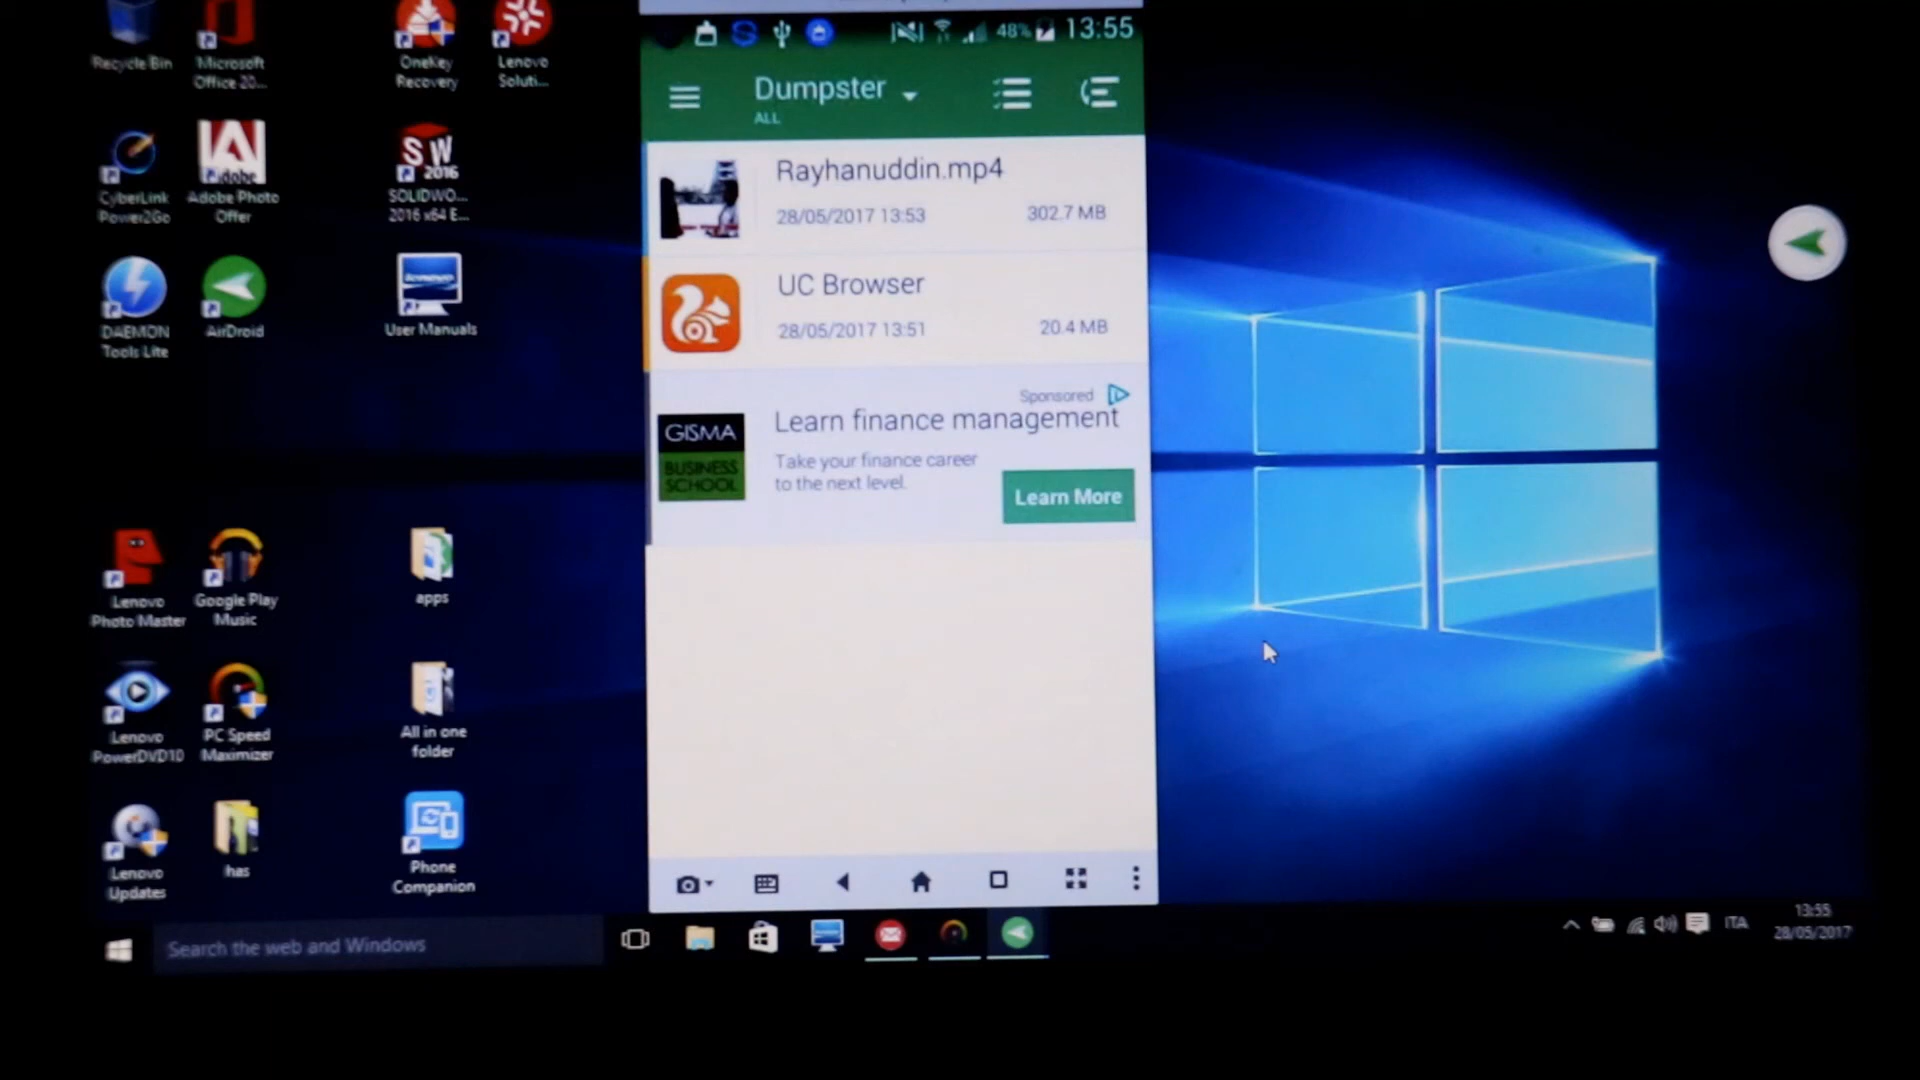 Recycle Bin
Microsoft
Office 20...
OneKey
Recovery
Lenovo
Soluti...
CyberLink
Power2Go
Adobe
Adobe Photo
Offer
SW
2016
SOLIDWO...
2016 x64 E...
DAEMON
Tools Lite
AirDroid
Lenovo
User Manuals
Lenovo
Photo Master
Google Play
Music
apps
Lenovo
PowerDVD10
PC Speed
Maximizer
All in one
folder
Lenovo
Updates
has
Phone
Companion
48% 13:55
Dumpster
ALL
Rayhanuddin.mp4
28/05/2017 13:53 302.7 MB
UC Browser
28/05/2017 13:51 20.4 MB
Sponsored
GISMA
BUSINESS
SCHOOL
Learn finance management
Take your finance career
to the next level.
Learn More
Search the web and Windows
ITA
13:55
28/05/2017